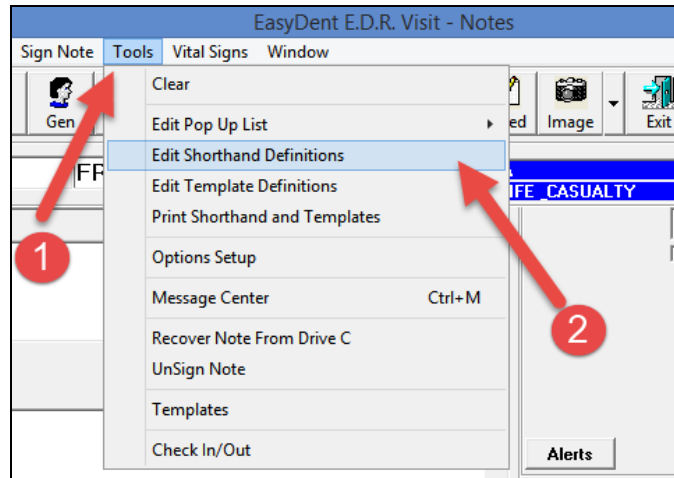 EasyDent E.D.R. Visit - Notes
Sign Note Tools Vital Signs Window
Clear
Gen ed Image Exit
Edit Pop Up List
Edit Shorthand Definitions
FR
IFE_CASUALTY
Edit Template Definitions
Print Shorthand and Templates
1
Options Setup
Message Center Ctrl+M
2
Recover Note From Drive C
UnSign Note
Templates
Check In/Out
Alerts